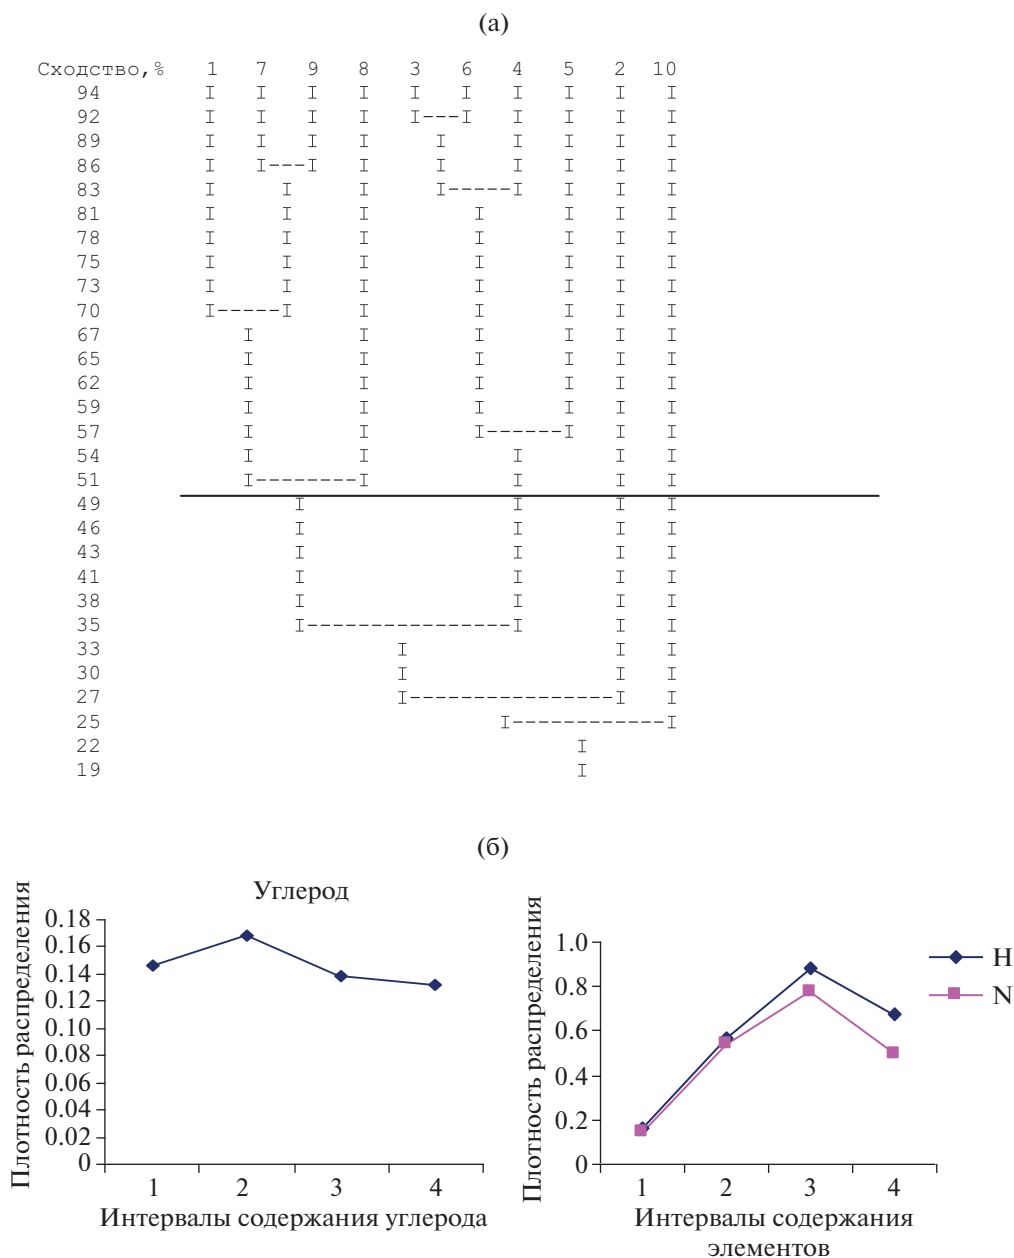 (а)
Сходство,% 1 7 9 8 3 6 4 5 2 10
94 I I I I I I I I I I
92 I I I I I---I I I I I
89 I I I I I I I I I
86 I I---I I I I I I I
83 I I I I-----I I I I
81 I I I I I I I
78 I I I I I I I
75 I I I I I I I
73 I I I I I I I
70 I-----I I I I I I
67 I I I I I I
65 I I I I I I
62 I I I I I I
59 I I I I I I
57 I I I------I I I
54 I I I I I
51 I--------I I I I
49 I I I I
46 I I I I
43 I I I I
41 I I I I
38 I I I I
35 I----------------I I I
33 I I I
30 I I I
27 I----------------I I
25 I------------I
22 I
19 I
(б)
Углерод
Плотность распределения
0.18
0.16
0.14
0.12
0.10
0.08
0.06
0.04
0.02
0
1 2 3 4
Интервалы содержания углерода
Плотность распределения
1.0
0.8
0.6
0.4
0.2
0
1 2 3 4
Интервалы содержания
элементов
H
N